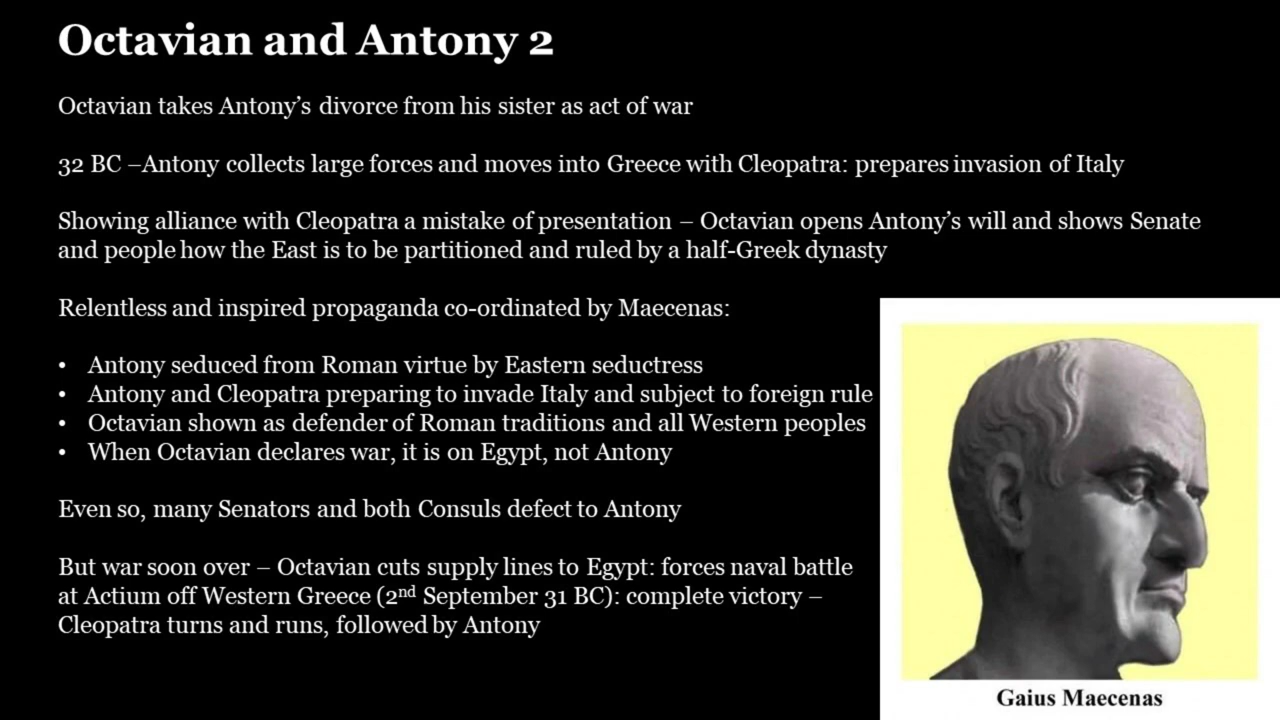 Octavian and Antony 2
Octavian takes Antony’s divorce from his sister as act of war
32 BC –Antony collects large forces and moves into Greece with Cleopatra: prepares invasion of Italy
Showing alliance with Cleopatra a mistake of presentation – Octavian opens Antony’s will and shows Senate
and people how the East is to be partitioned and ruled by a half-Greek dynasty
Relentless and inspired propaganda co-ordinated by Maecenas:
• Antony seduced from Roman virtue by Eastern seductress
• Antony and Cleopatra preparing to invade Italy and subject to foreign rule
• Octavian shown as defender of Roman traditions and all Western peoples
• When Octavian declares war, it is on Egypt, not Antony
Even so, many Senators and both Consuls defect to Antony
But war soon over – Octavian cuts supply lines to Egypt: forces naval battle
at Actium off Western Greece (2nd September 31 BC): complete victory –
Cleopatra turns and runs, followed by Antony
Gaius Maecenas